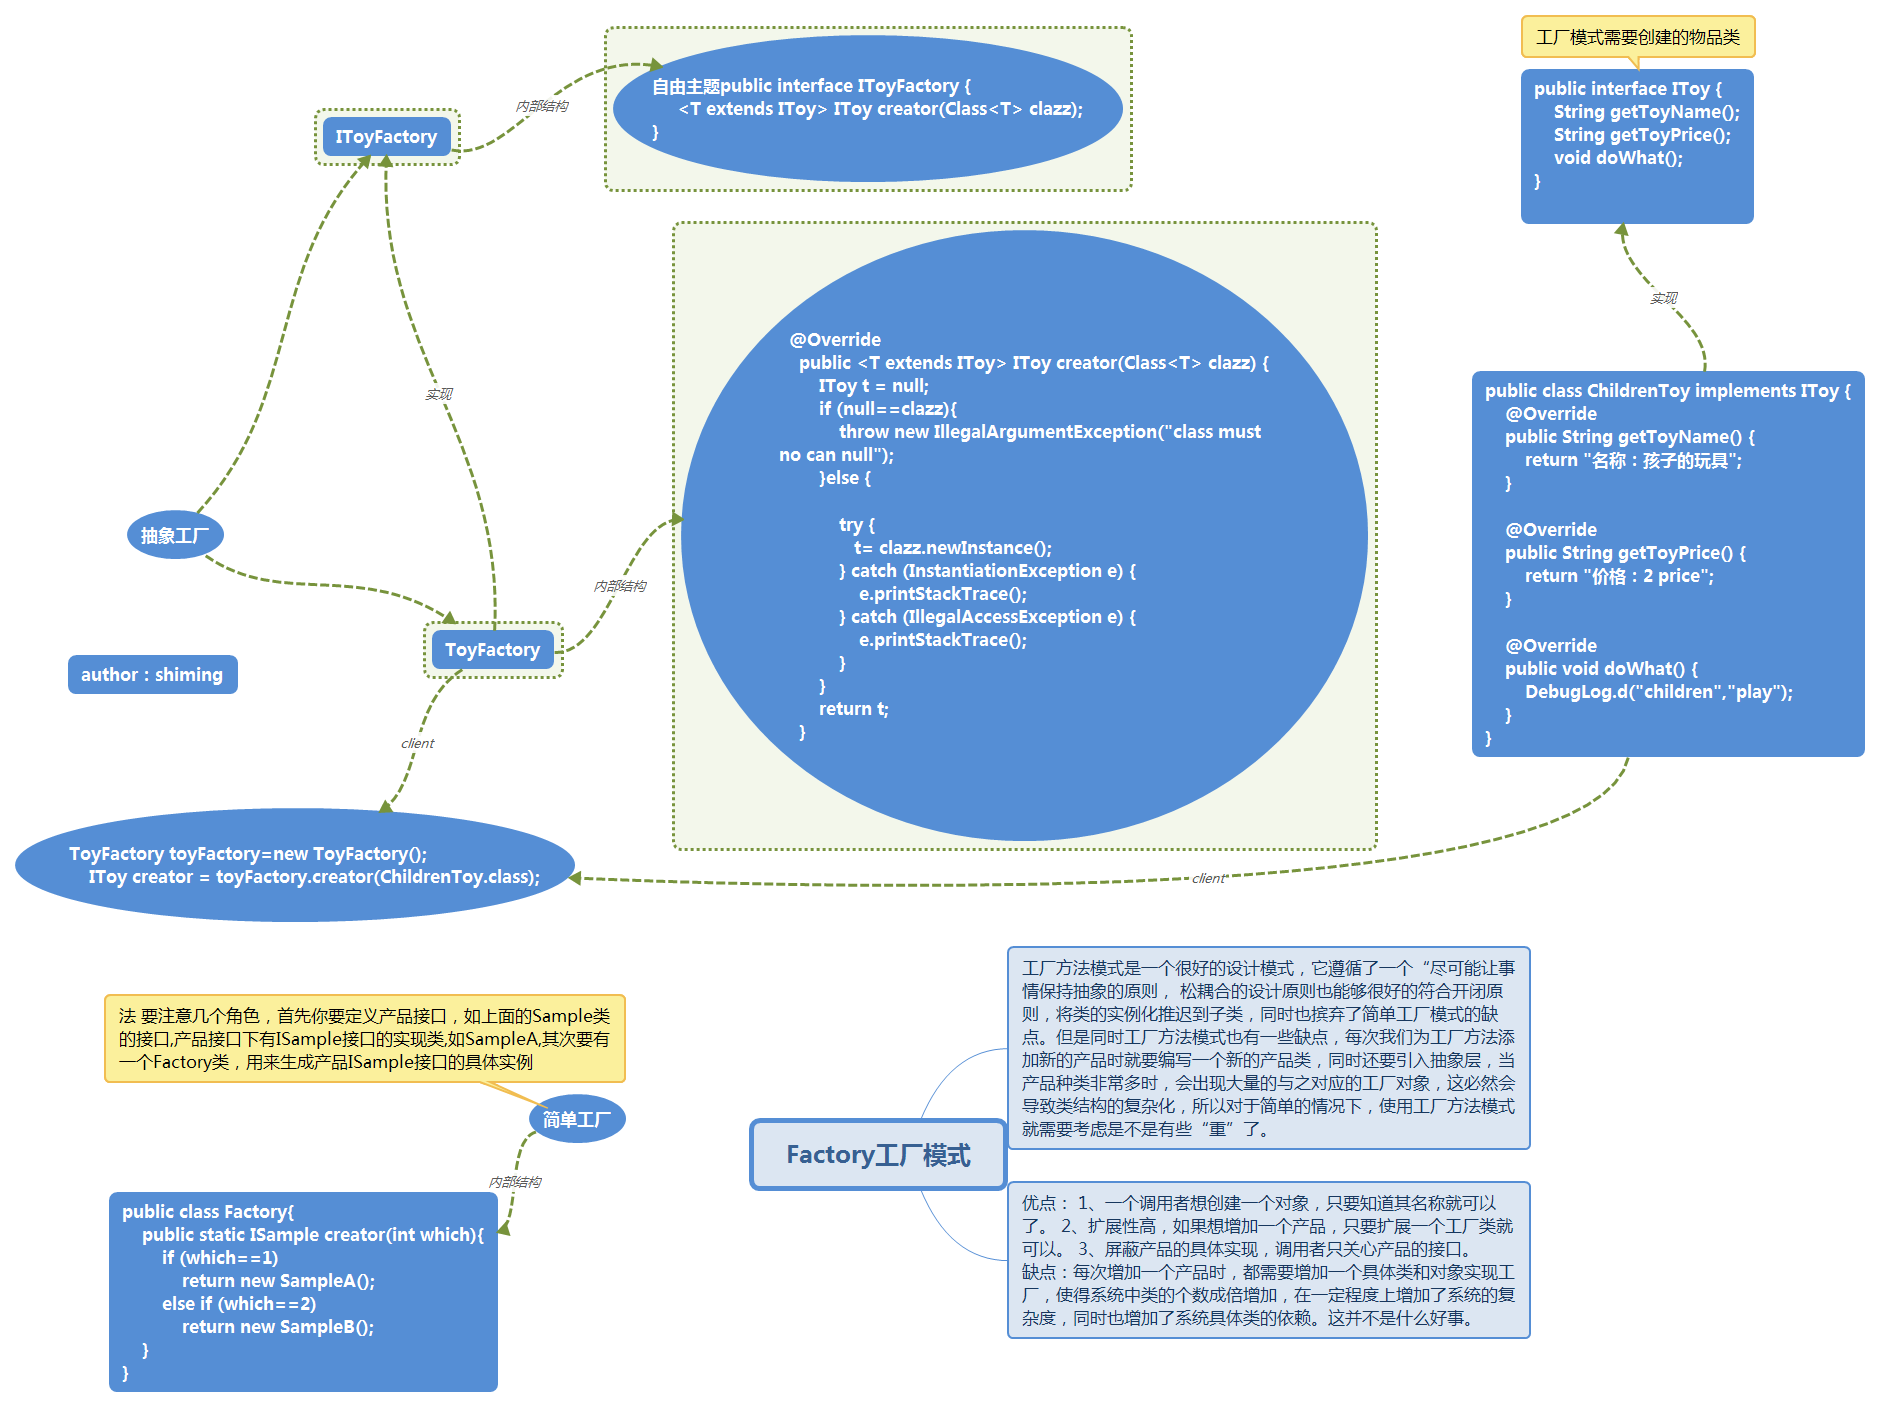 工厂模式需要创建的物品类
public interface IToy {
String getToyName();
String getToyPrice();
void doWhat();
}
自由主题public interface IToyFactory {
<T extends IToy> IToy creator(Class<T> clazz);
}
内部结构
IToyFactory
实现
实现
@Override
public <T extends IToy> IToy creator(Class<T> clazz) {
IToy t = null;
if (null==clazz){
throw new IllegalArgumentException("class must
no can null");
}else {
try {
t= clazz.newInstance();
} catch (InstantiationException e) {
e.printStackTrace();
} catch (IllegalAccessException e) {
e.printStackTrace();
}
}
return t;
}
public class ChildrenToy implements IToy {
@Override
public String getToyName() {
return "名称：孩子的玩具";
}
@Override
public String getToyPrice() {
return "价格：2 price";
}
@Override
public void doWhat() {
DebugLog.d("children","play");
}
}
抽象工厂
内部结构
ToyFactory
author：shiming
client
ToyFactory toyFactory=new ToyFactory();
IToy creator = toyFactory.creator(ChildrenToy.class);
client
法 要注意几个角色，首先你要定义产品接口，如上面的Sample类
的接口,产品接口下有ISample接口的实现类,如SampleA,其次要有
一个Factory类，用来生成产品ISample接口的具体实例
简单工厂
内部结构
public class Factory{
public static ISample creator(int which){
if (which==1)
return new SampleA();
else if (which==2)
return new SampleB();
}
}
Factory工厂模式
工厂方法模式是一个很好的设计模式，它遵循了一个“尽可能让事
情保持抽象的原则， 松耦合的设计原则也能够很好的符合开闭原
则，将类的实例化推迟到子类，同时也摈弃了简单工厂模式的缺
点。但是同时工厂方法模式也有一些缺点，每次我们为工厂方法添
加新的产品时就要编写一个新的产品类，同时还要引入抽象层，当
产品种类非常多时，会出现大量的与之对应的工厂对象，这必然会
导致类结构的复杂化，所以对于简单的情况下，使用工厂方法模式
就需要考虑是不是有些“重”了。
优点： 1、一个调用者想创建一个对象，只要知道其名称就可以
了。 2、扩展性高，如果想增加一个产品，只要扩展一个工厂类就
可以。 3、屏蔽产品的具体实现，调用者只关心产品的接口。
缺点：每次增加一个产品时，都需要增加一个具体类和对象实现工
厂，使得系统中类的个数成倍增加，在一定程度上增加了系统的复
杂度，同时也增加了系统具体类的依赖。这并不是什么好事。